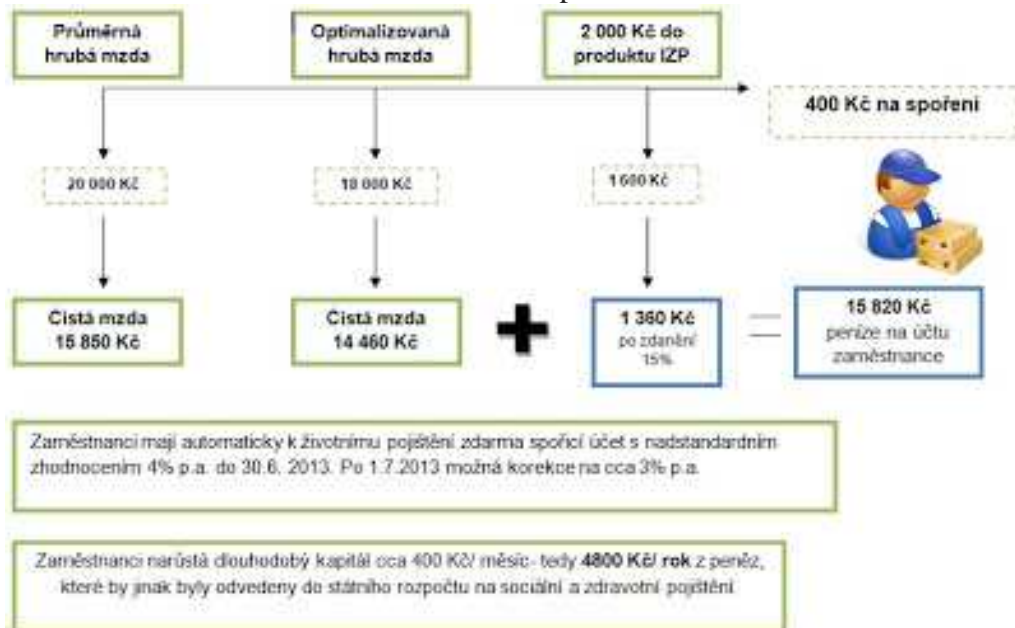 Průměrná
hrubá mzda
Optimalizovaná
hrubá mzda
2 000 Kč do
produktu IZP
400 Kč na spoření
20 000 Kč
18 000 Kč
1 600 Kč
Čistá mzda
15 850 Kč
Čistá mzda
14 460 Kč
1 360 Kč
po zdanění
15%
15 820 Kč
peníze na účtu
zaměstnance
Zaměstnanci mají automaticky k životnímu pojištění zdarma spořicí účet s nadstandardním
zhodnocením 4% p.a. do 30.6. 2013. Po 1.7.2013 možná korekce na cca 3% p.a.
Zaměstnanci narůstá dlouhodobý kapitál cca 400 Kč/ měsíc- tedy 4800 Kč/ rok z peněz,
které by jinak byly odvedeny do státního rozpočtu na sociální a zdravotní pojištění